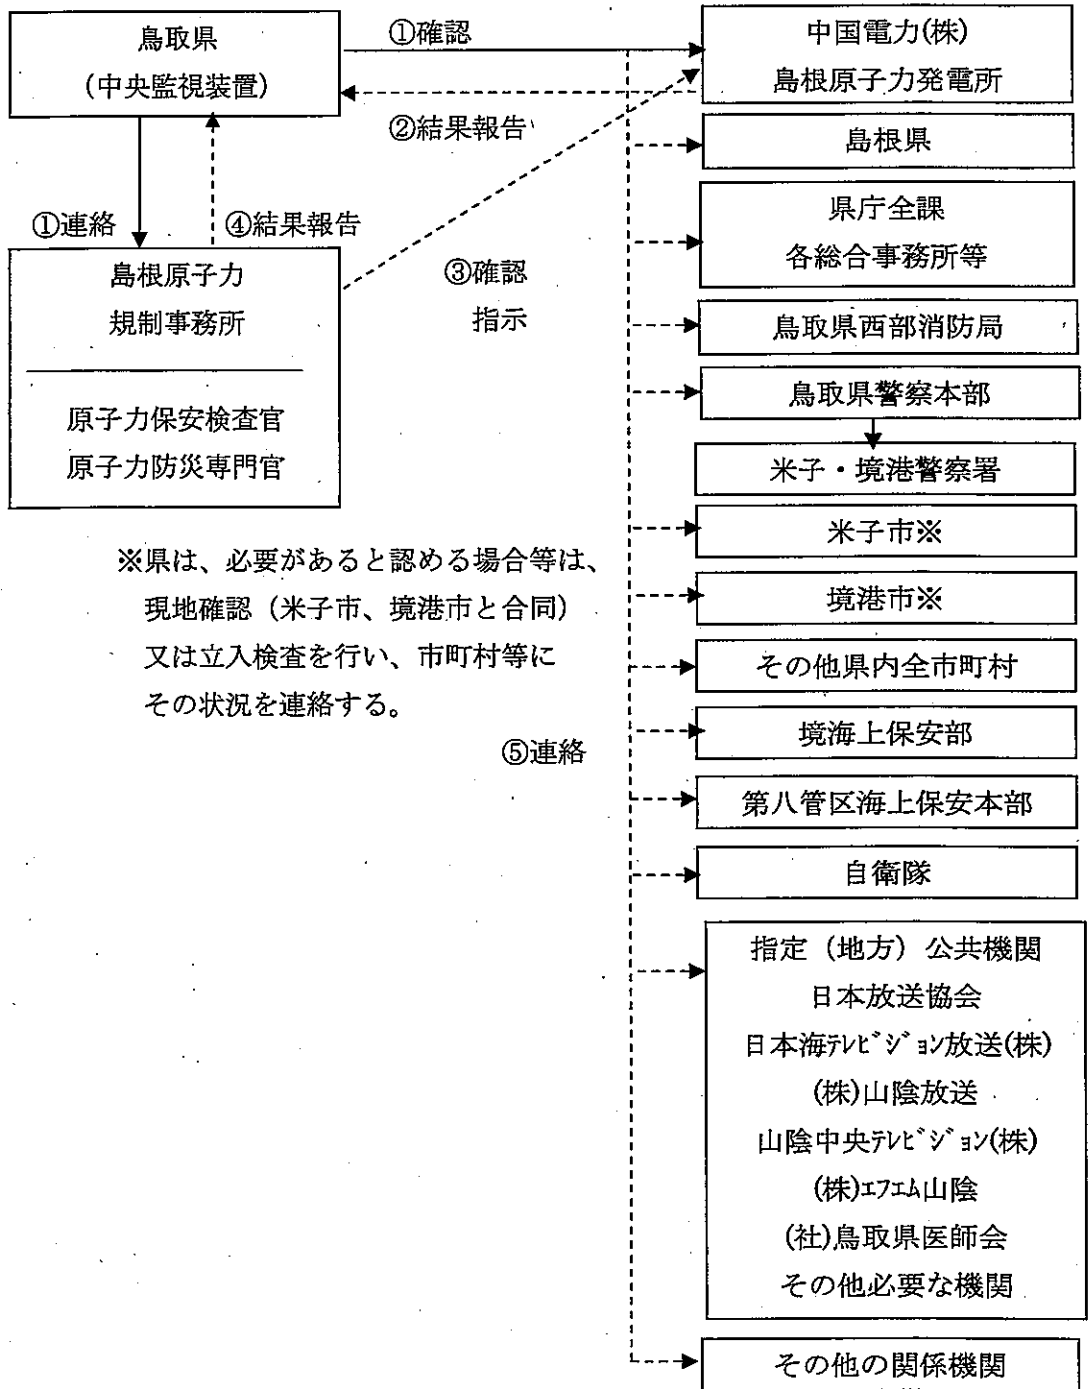 鳥取県
(中央監視装置)
①確認
中国電力(株)
島根原子力発電所
②結果報告
島根県
①連絡
④結果報告
県庁全課
各総合事務所等
島根原子力
規制事務所
③確認
指示
鳥取県西部消防局
原子力保安検査官
原子力防災専門官
鳥取県警察本部
米子・境港警察署
米子市※
※県は、必要があると認める場合等は、
現地確認（米子市、境港市と合同）
又は立入検査を行い、市町村等に
その状況を連絡する。
境港市※
その他県内全市町村
境海上保安部
⑤連絡
第八管区海上保安本部
自衛隊
指定（地方）公共機関
日本放送協会
日本海ﾃﾚﾋﾞｼﾞｮﾝ放送(株)
(株)山陰放送
山陰中央ﾃﾚﾋﾞｼﾞｮﾝ(株)
(株)ｴﾌｴﾑ山陰
(社)鳥取県医師会
その他必要な機関
その他の関係機関